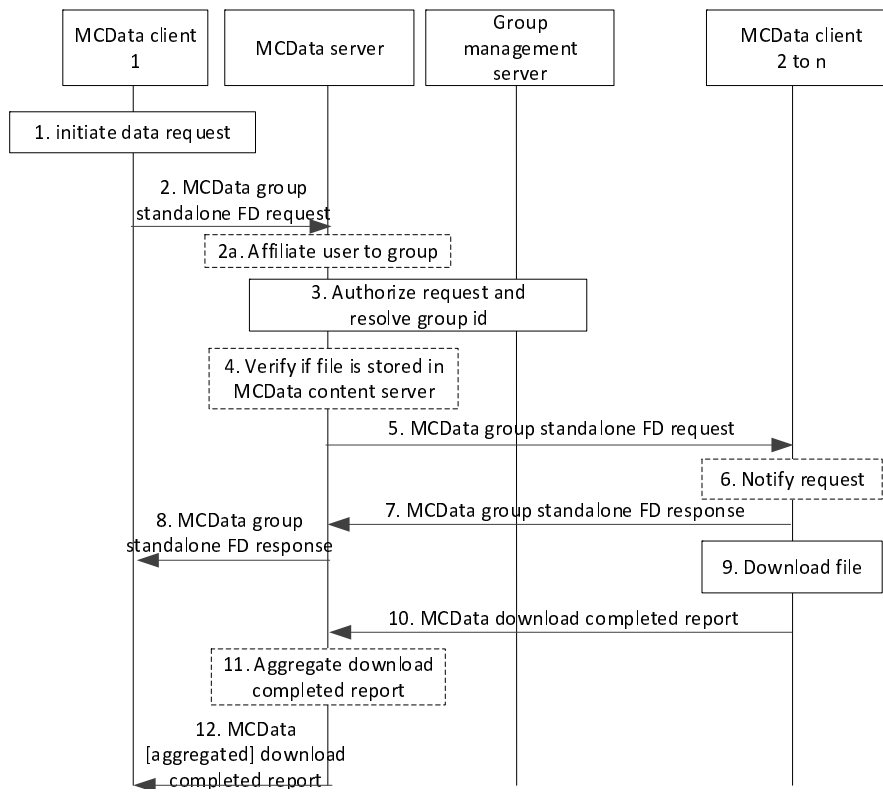 MCData client
1
MCData server
Group
management
server
MCData client
2 to n
1. initiate data request
2. MCData group
standalone FD request
2a. Affiliate user to group
3. Authorize request and
resolve group id
4. Verify if file is stored in
MCData content server
5. MCData group standalone FD request
6. Notify request
7. MCData group standalone FD response
8. MCData group
standalone FD response
9. Download file
10. MCData download completed report
11. Aggregate download
completed report
12. MCData
[aggregated] download
completed report